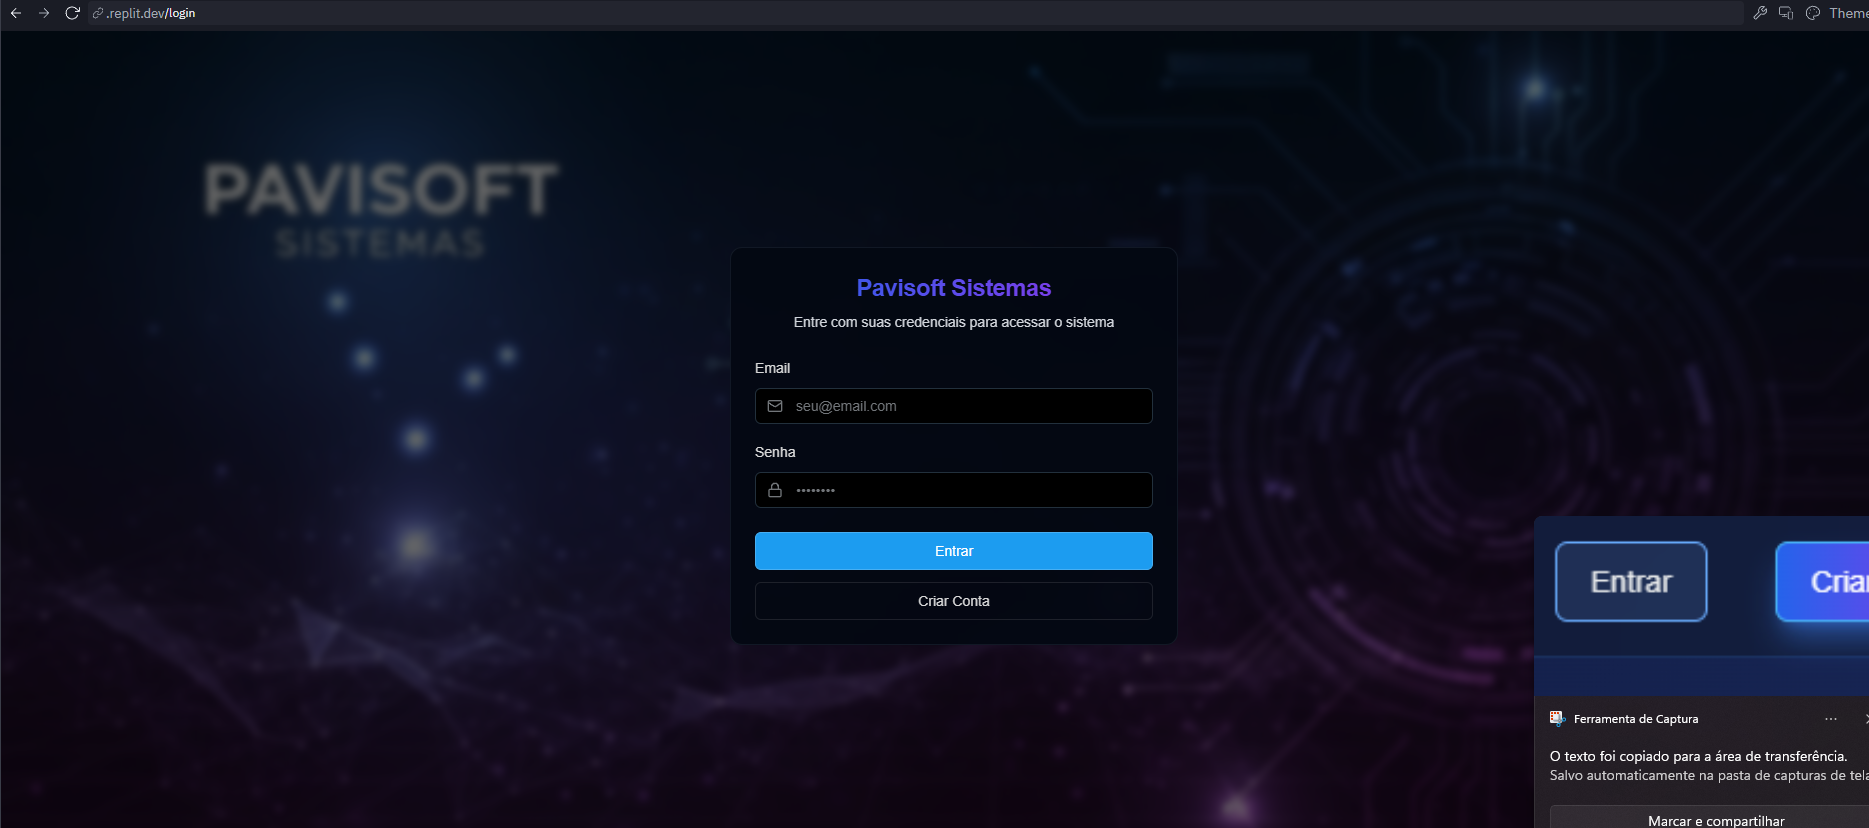 .replit.dev/login
Theme
PAVISOFT
SISTEMAS
Pavisoft Sistemas
Entre com suas credenciais para acessar o sistema
Email
seu@email.com
Senha
••••••••
Entrar
Criar Conta
Entrar
Criar
Ferramenta de Captura
O texto foi copiado para a área de transferência.
Salvo automaticamente na pasta de capturas de tela
Marcar e compartilhar